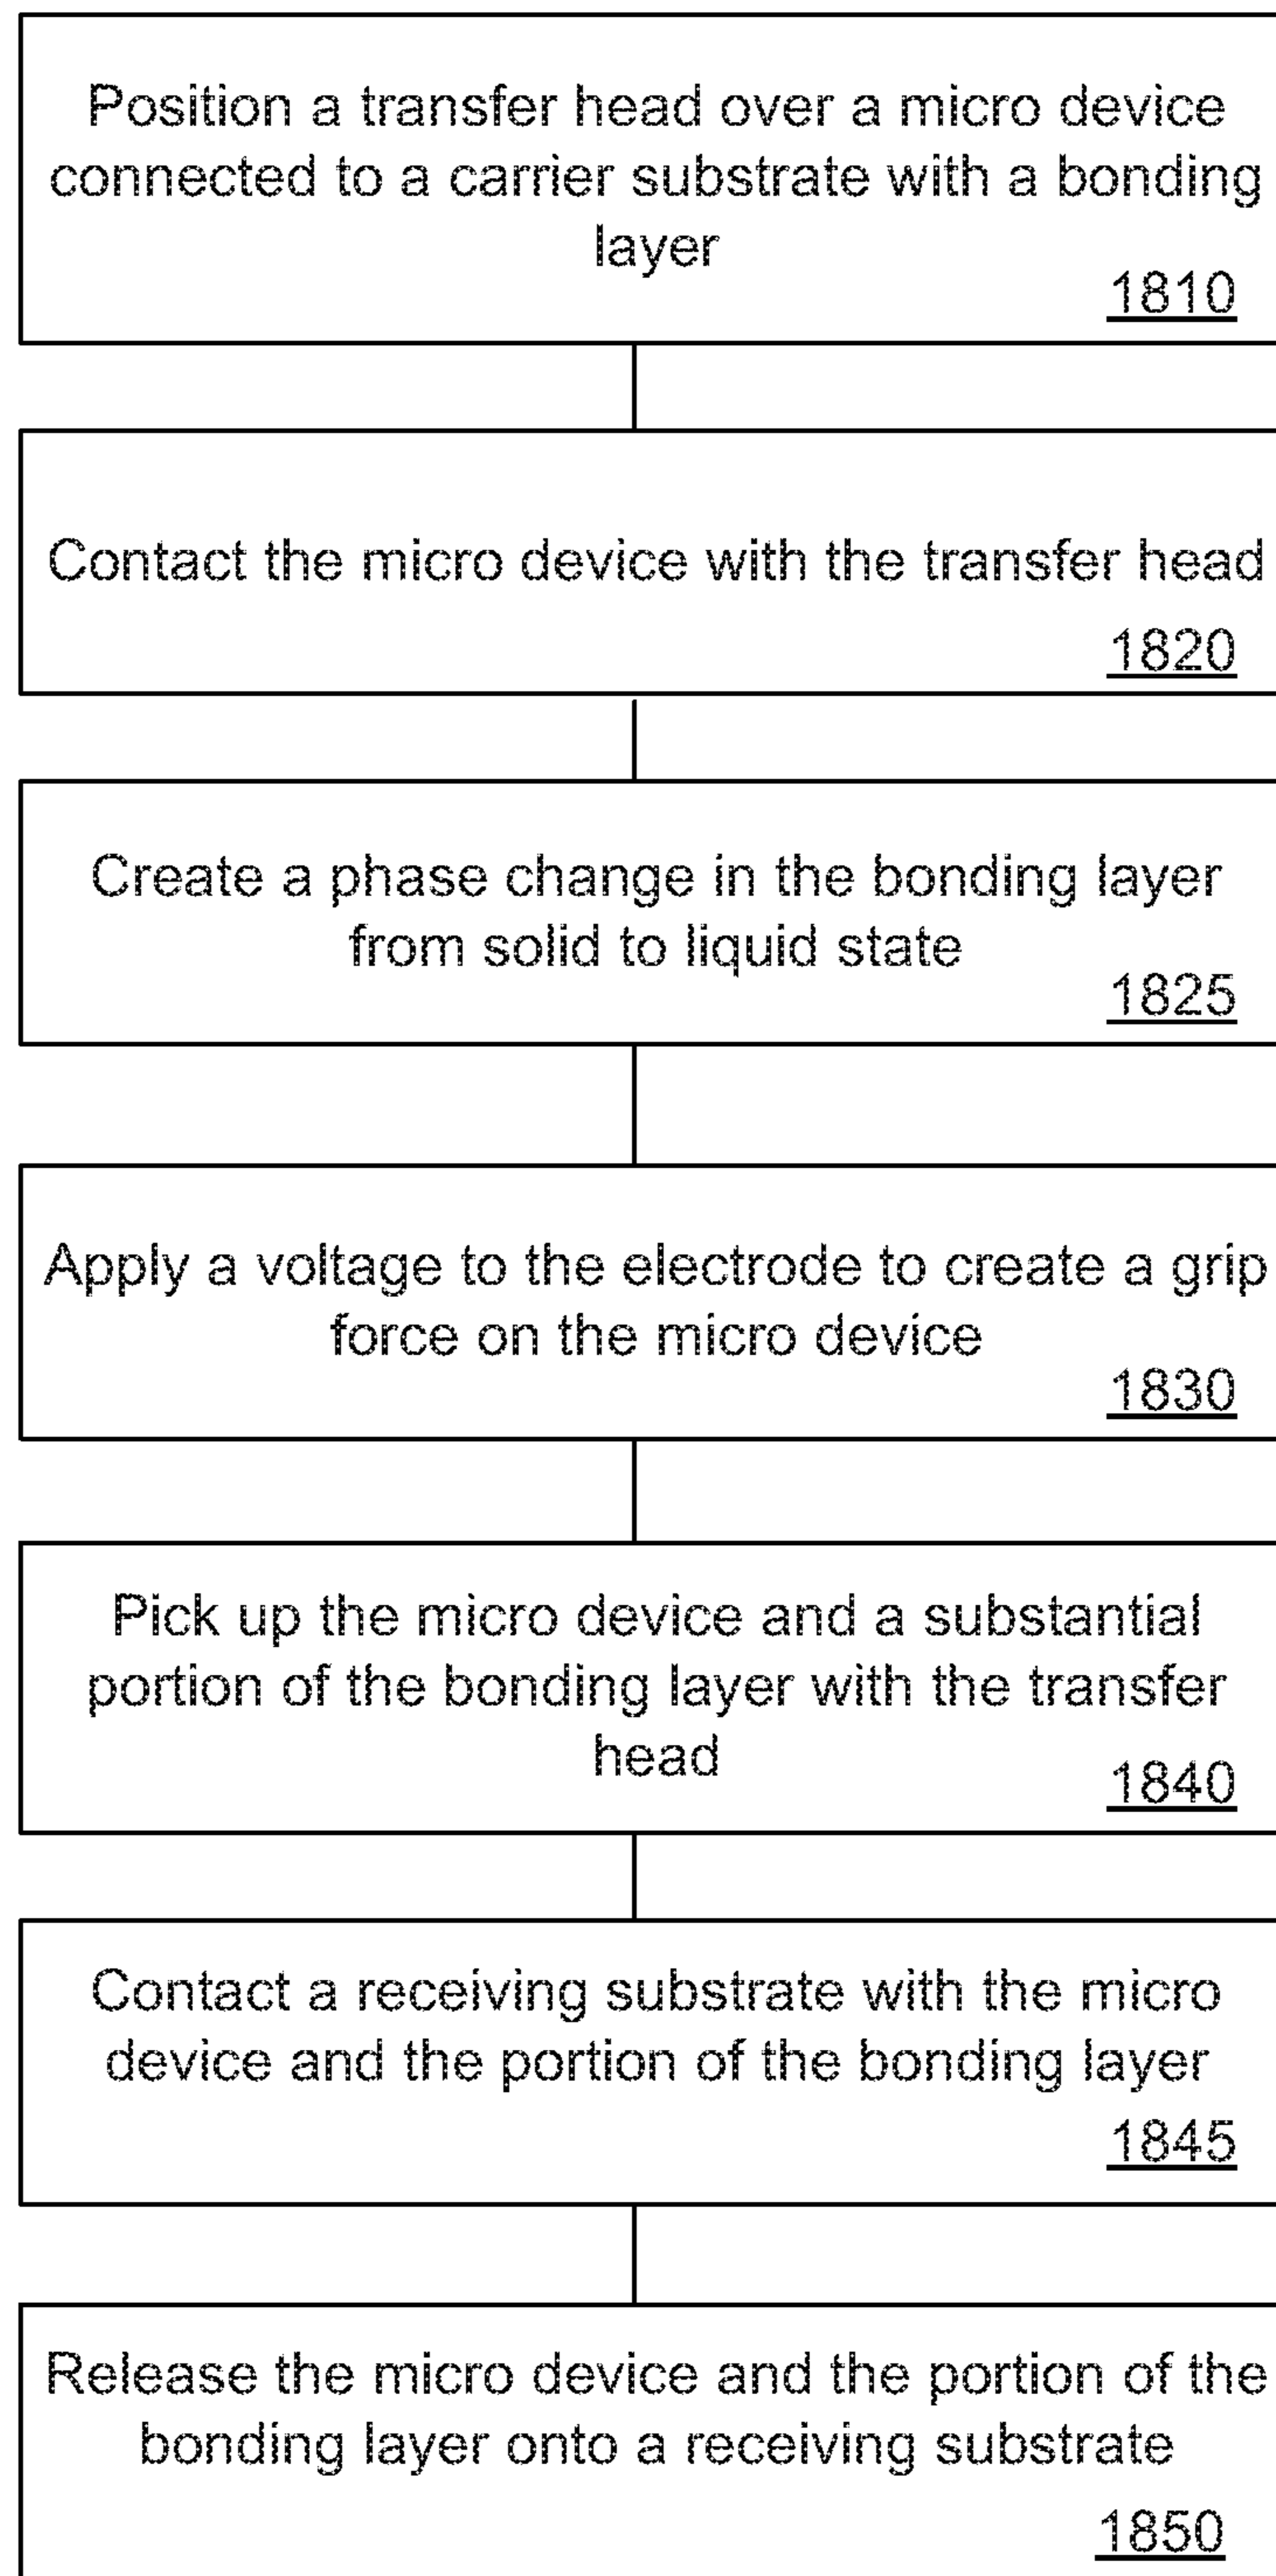 Position a transfer head over a micro device
connected to a carrier substrate with a bonding
layer
1810
Contact the micro device with the transfer head
1820
Create a phase change in the bonding layer
from solid to liquid state
1825
Apply a voltage to the electrode to create a grip
force on the micro device
1830
Pick up the micro device and a substantial
portion of the bonding layer with the transfer
head
1840
Contact a receiving substrate with the micro
device and the portion of the bonding layer
1845
Release the micro device and the portion of the
bonding layer onto a receiving substrate
1850